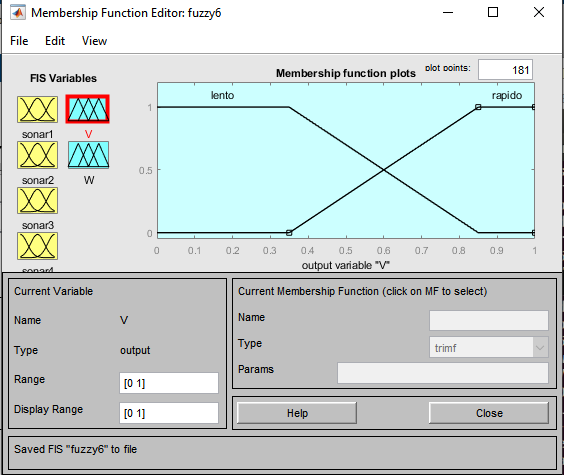 Membership Function Editor: fuzzy6
File Edit View
FIS Variables
Membership function plots
plot points:
181
lento
rapido
sonar1
V
sonar2
W
sonar3
1
0.5
0
0 0.1 0.2 0.3 0.4 0.5 0.6 0.7 0.8 0.9 1
output variable "V"
Current Variable
Name V
Type output
Range [0 1]
Display Range [0 1]
Current Membership Function (click on MF to select)
Name
Type trimf
Params
Help Close
Saved FIS "fuzzy6" to file